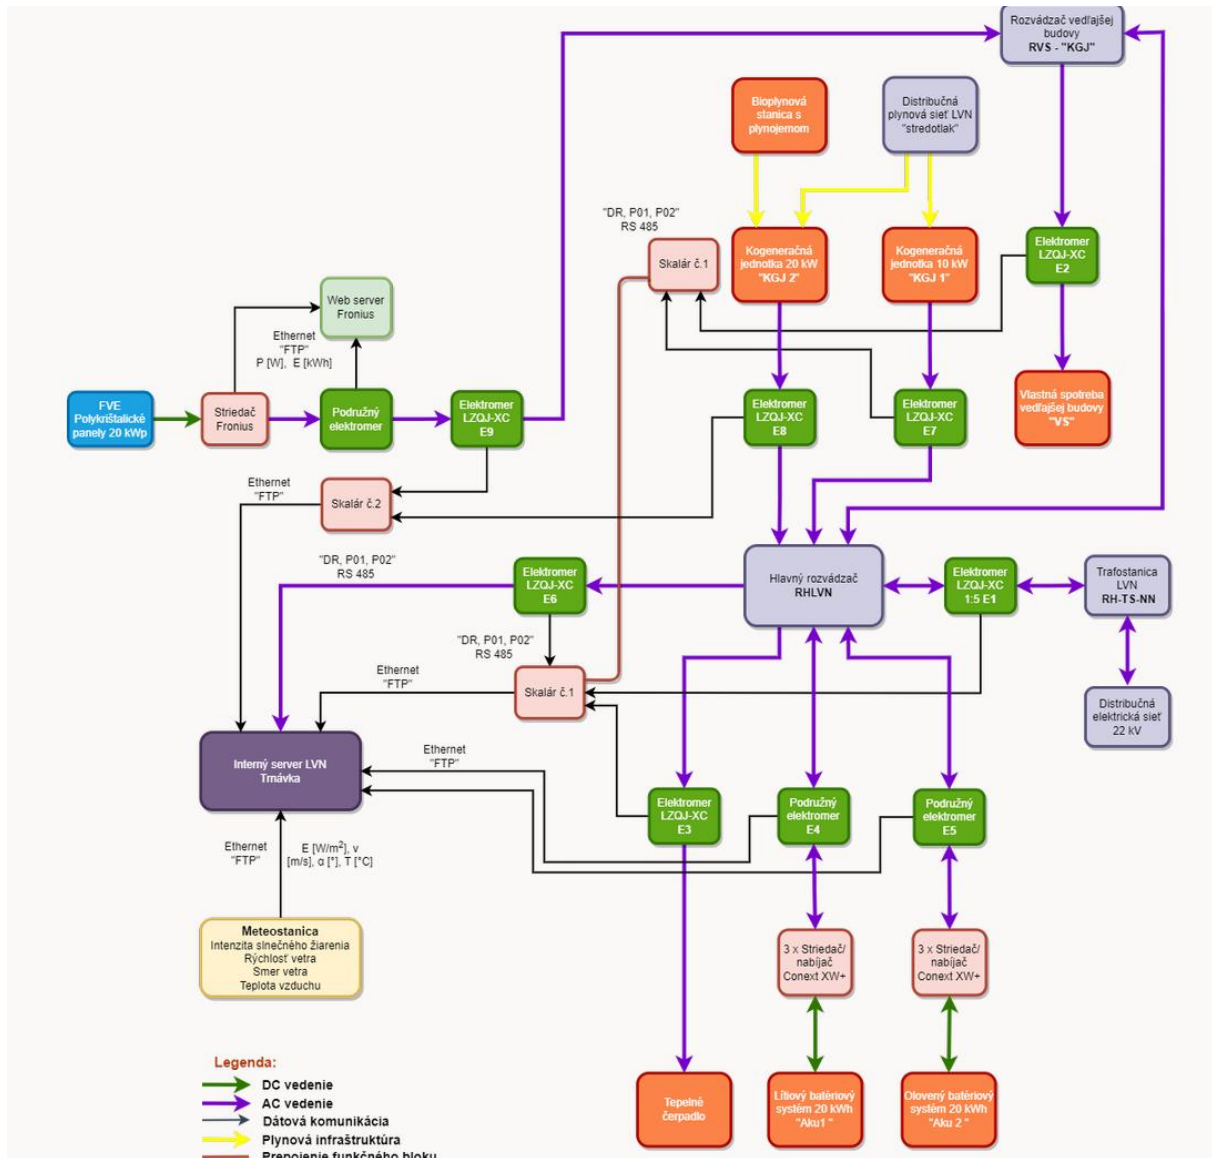 Rozvádzač vedľajšej
budovy
RVS - "KGJ"
Bioplynová
stanica s
plynojemom
Distribučná
plynová sieť LVN
"stredotlak"
"DR, P01, P02"
RS 485
Skalár č.1
Kogeneračná
jednotka 20 kW
"KGJ 2"
Kogeneračná
jednotka 10 kW
"KGJ 1"
Elektromer
LZQJ-XC
E2
Web server
Fronius
Ethernet
"FTP"
P [W], E [kWh]
FVE
Polykrištalické
panely 20 kWp
Striedač
Fronius
Podružný
elektromer
Elektromer
LZQJ-XC
E9
Elektromer
LZQJ-XC
E8
Elektromer
LZQJ-XC
E7
Vlastná spotreba
vedľajšej budovy
"VS"
Ethernet
"FTP"
Skalár č.2
"DR, P01, P02"
RS 485
Elektromer
LZQJ-XC
E6
Hlavný rozvádzač
RHLVN
Elektromer
LZQJ-XC
1:5 E1
Trafostanica
LVN
RH-TS-NN
"DR, P01, P02"
RS 485
Ethernet
"FTP"
Skalár č.1
Distribučná
elektrická sieť
22 kV
Interný server LVN
Trnávka
Ethernet
"FTP"
Elektromer
LZQJ-XC
E3
Podružný
elektromer
E4
Podružný
elektromer
E5
Ethernet
"FTP"
E [W/m²], v
[m/s], α [°], T [°C]
Meteostanica
Intenzita slnečného žiarenia
Rýchlosť vetra
Smer vetra
Teplota vzduchu
3 x Striedač/
nabíjač
Conext XW+
3 x Striedač/
nabíjač
Conext XW+
Tepelné
čerpadlo
Lítiový batériový
systém 20 kWh
"Aku1 "
Olovený batériový
systém 20 kWh
"Aku 2 "
Legenda:
DC vedenie
AC vedenie
Dátová komunikácia
Plynová infraštruktúra
Prepojenie funkčného bloku